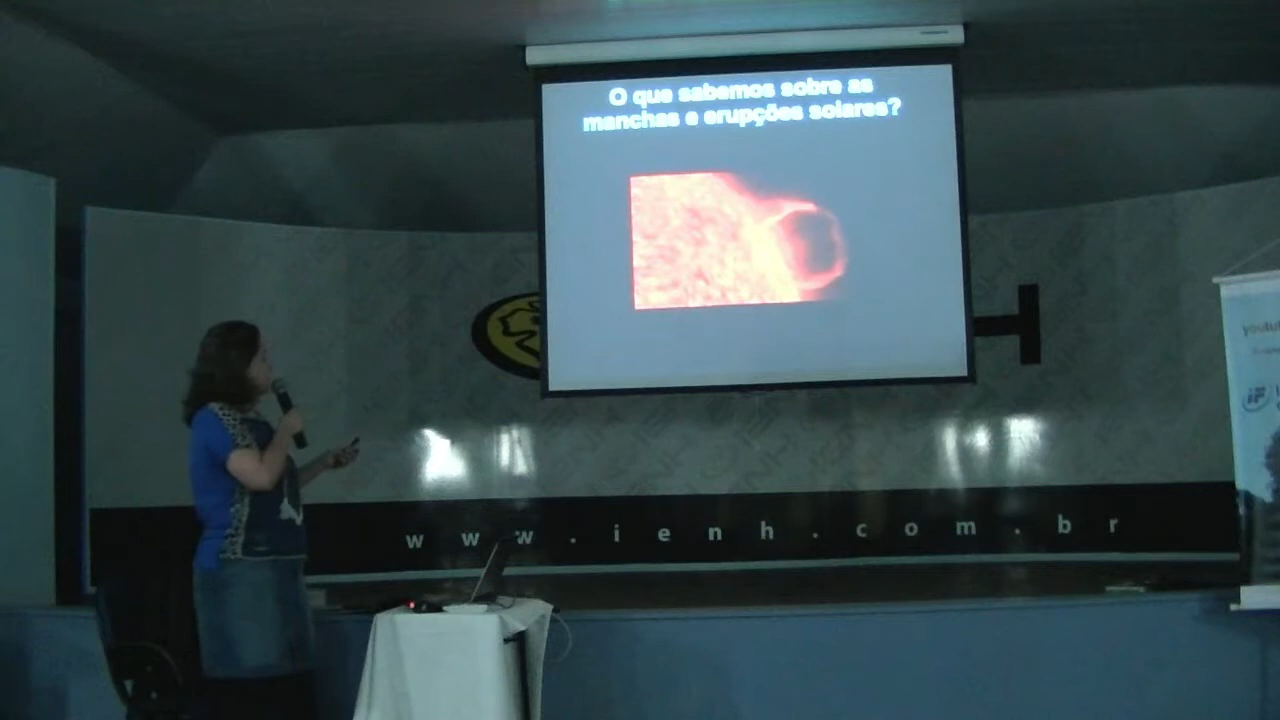 O que sabemos sobre as
manchas e erupções solares?
H
www.ienh.com.br